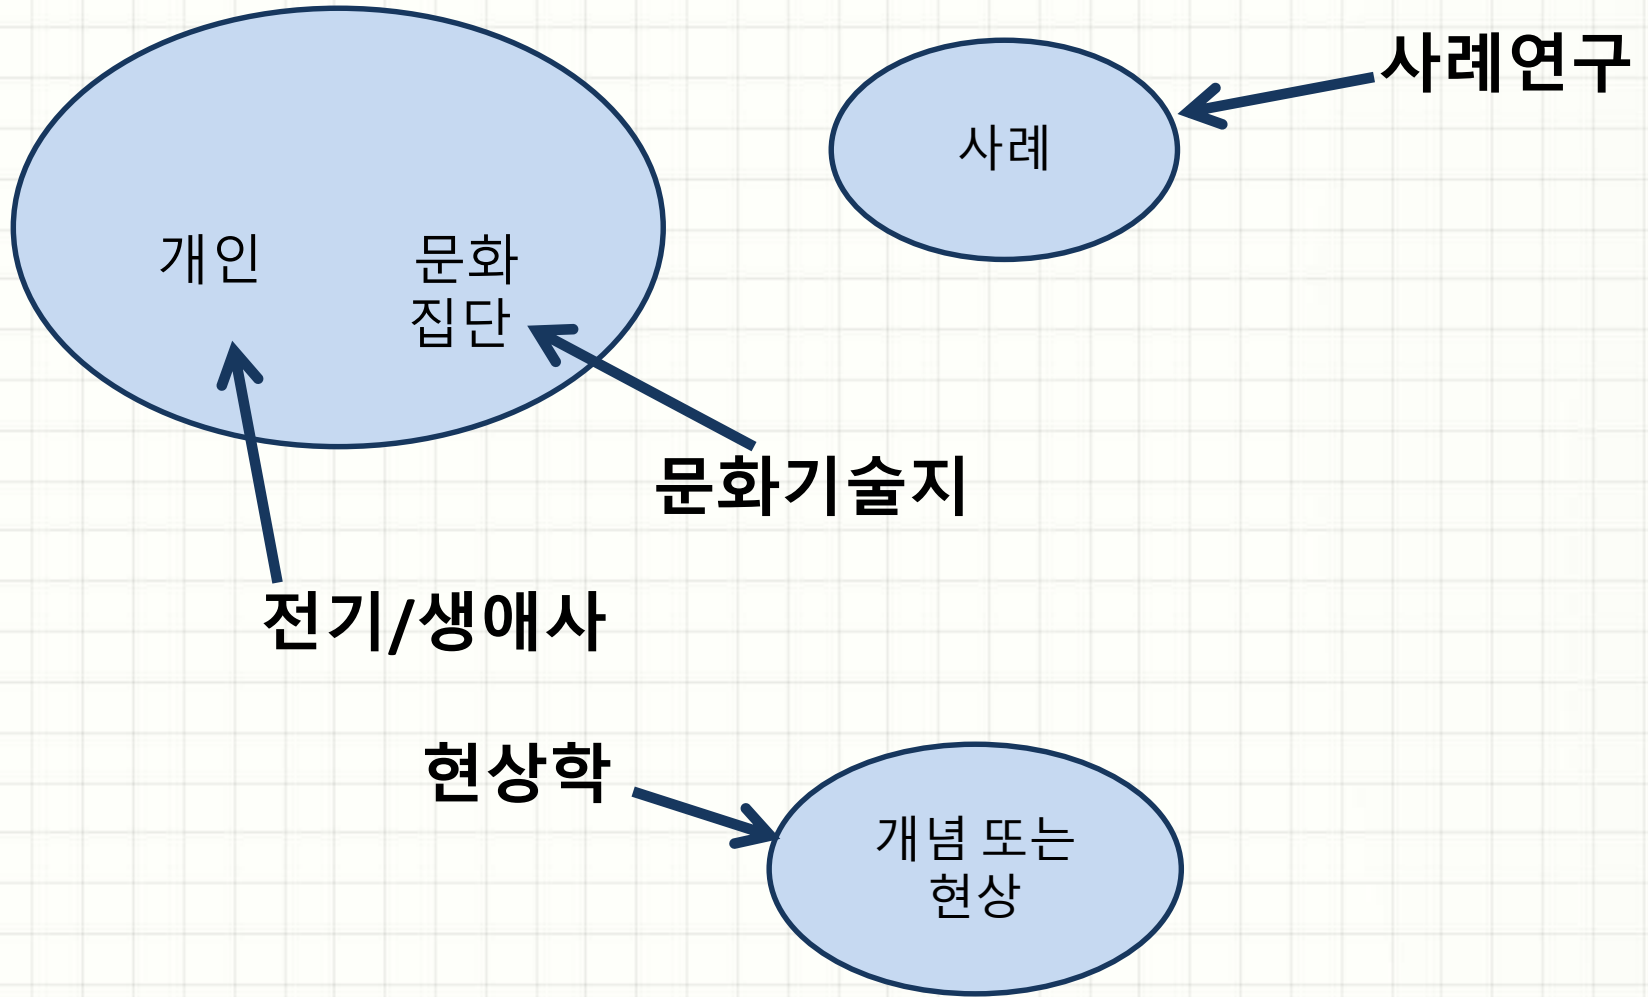 사례연구
사례
개인
문화
집단
문화기술지
전기/생애사
현상학
개념 또는
현상